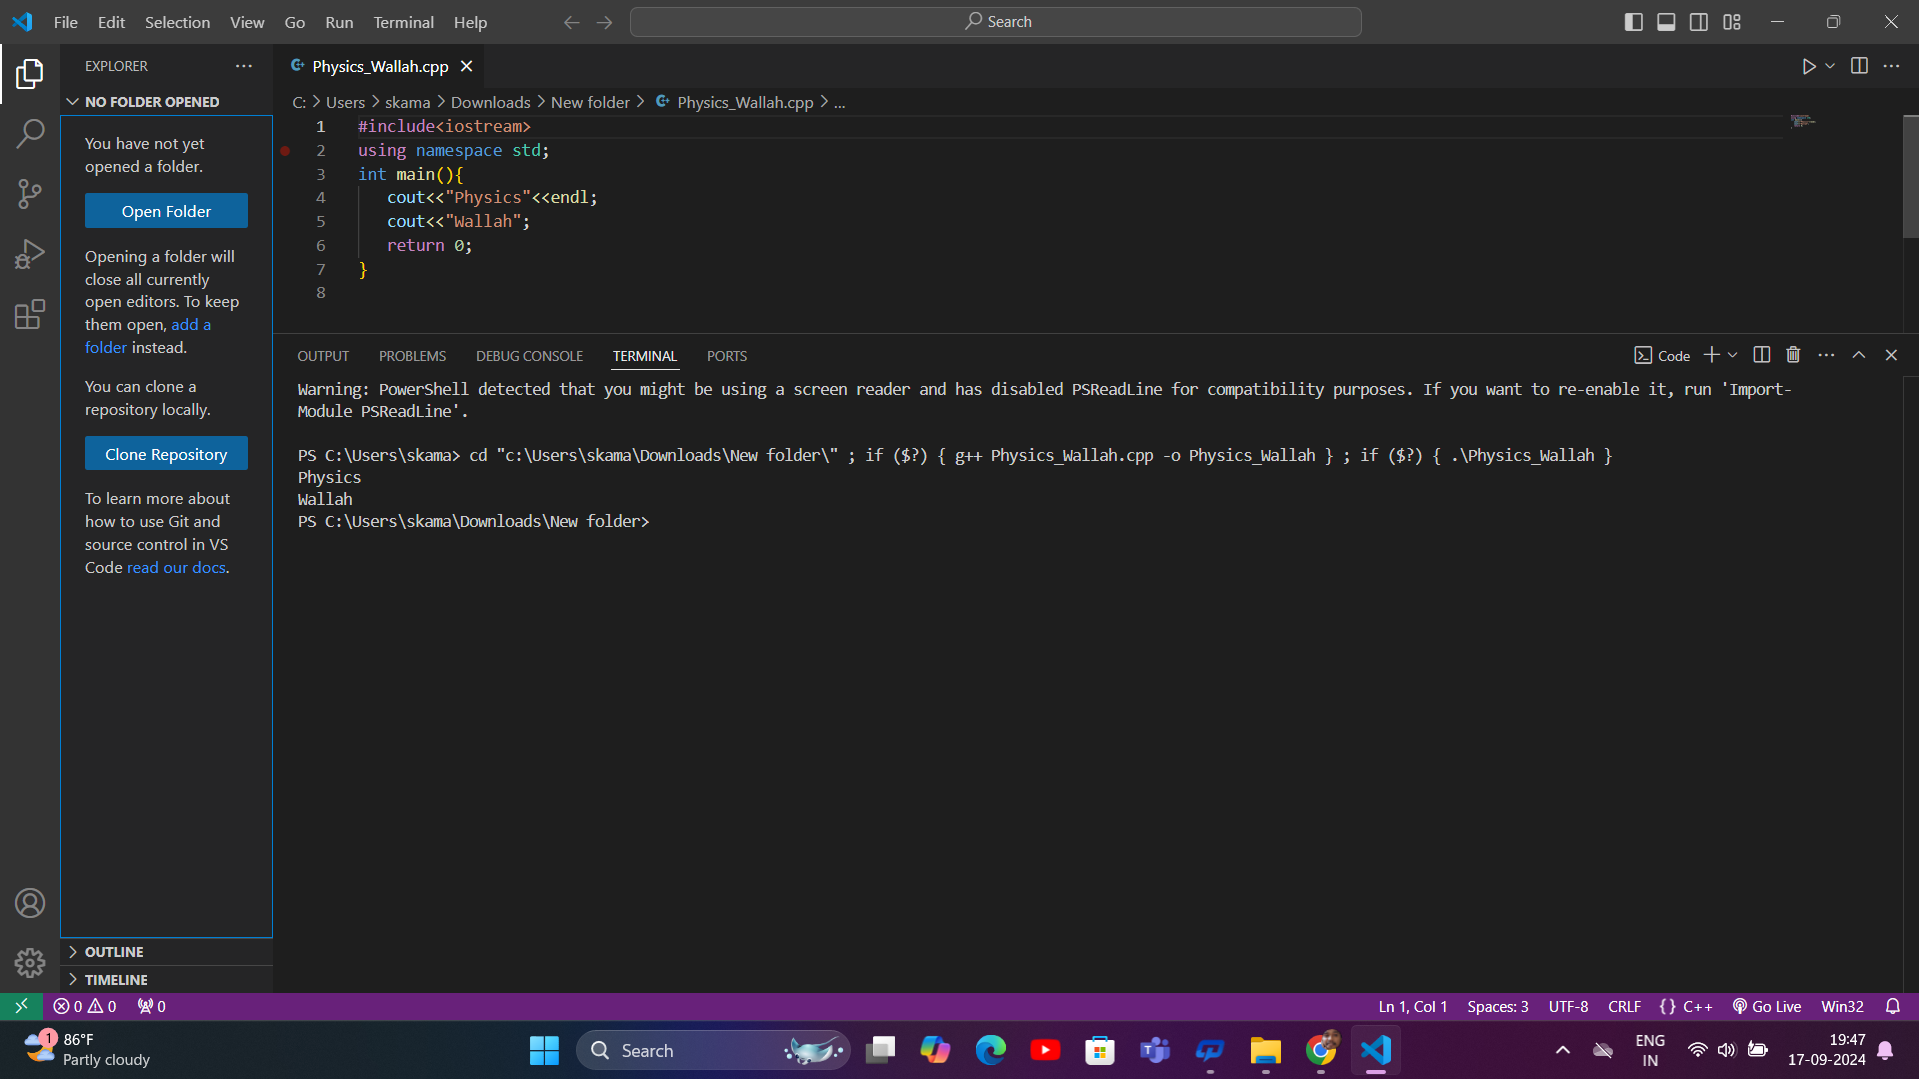 File Edit Selection View Go Run Terminal Help
Search
EXPLORER
NO FOLDER OPENED
You have not yet
opened a folder.
Open Folder
Opening a folder will
close all currently
open editors. To keep
them open, add a
folder instead.
You can clone a
repository locally.
Clone Repository
To learn more about
how to use Git and
source control in VS
Code read our docs.
OUTLINE
TIMELINE
Physics_Wallah.cpp
C: > Users > skama > Downloads > New folder > Physics_Wallah.cpp > ...
1 #include<iostream>
2 using namespace std;
3 int main(){
4 cout<<"Physics"<<endl;
5 cout<<"Wallah";
6 return 0;
7 }
8
OUTPUT PROBLEMS DEBUG CONSOLE TERMINAL PORTS
Code
Warning: PowerShell detected that you might be using a screen reader and has disabled PSReadLine for compatibility purposes. If you want to re-enable it, run 'Import-
Module PSReadLine'.
PS C:\Users\skama> cd "c:\Users\skama\Downloads\New folder\" ; if ($?) { g++ Physics_Wallah.cpp -o Physics_Wallah } ; if ($?) { .\Physics_Wallah }
Physics
Wallah
PS C:\Users\skama\Downloads\New folder>
0 0 0
Ln 1, Col 1 Spaces: 3 UTF-8 CRLF {} C++ Go Live Win32
1
86°F
Partly cloudy
Search
ENG
IN
19:47
17-09-2024